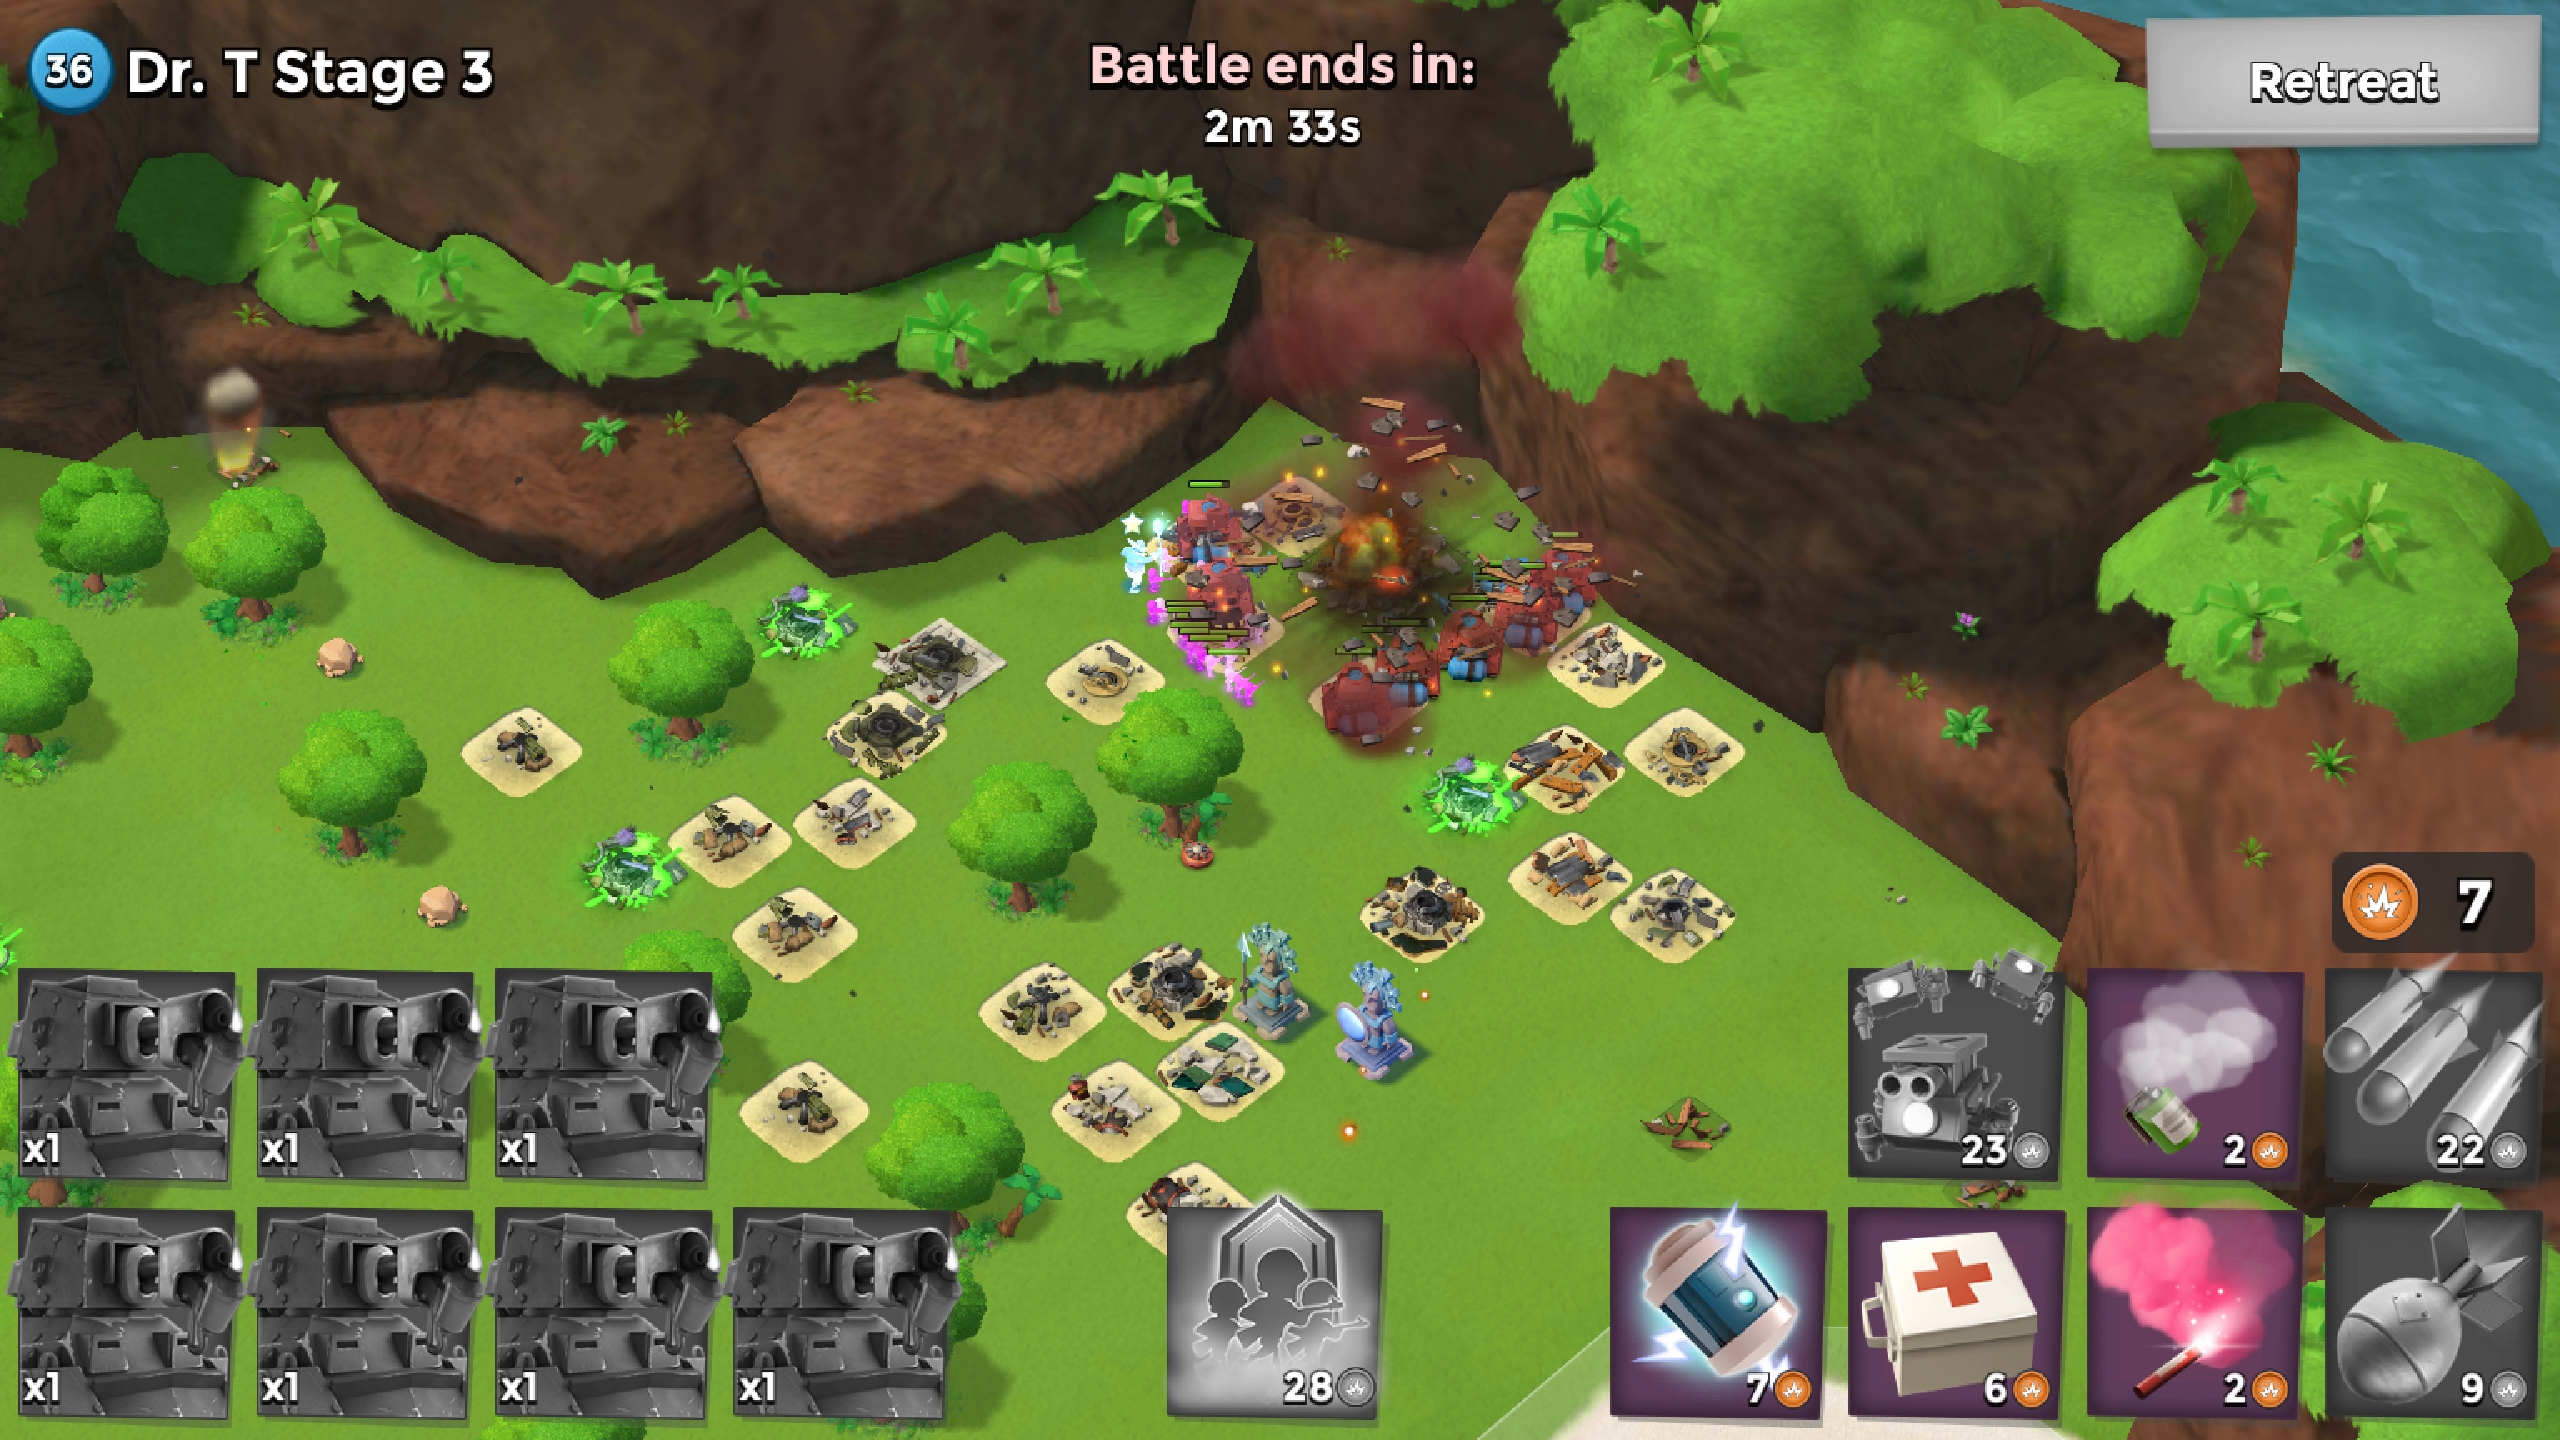 36 Dr. T Stage 3
Battle ends in:
2m 33s
Retreat
7
x1 x1 x1
23 2 22
x1 x1 x1 x1
28
7 6 2 9